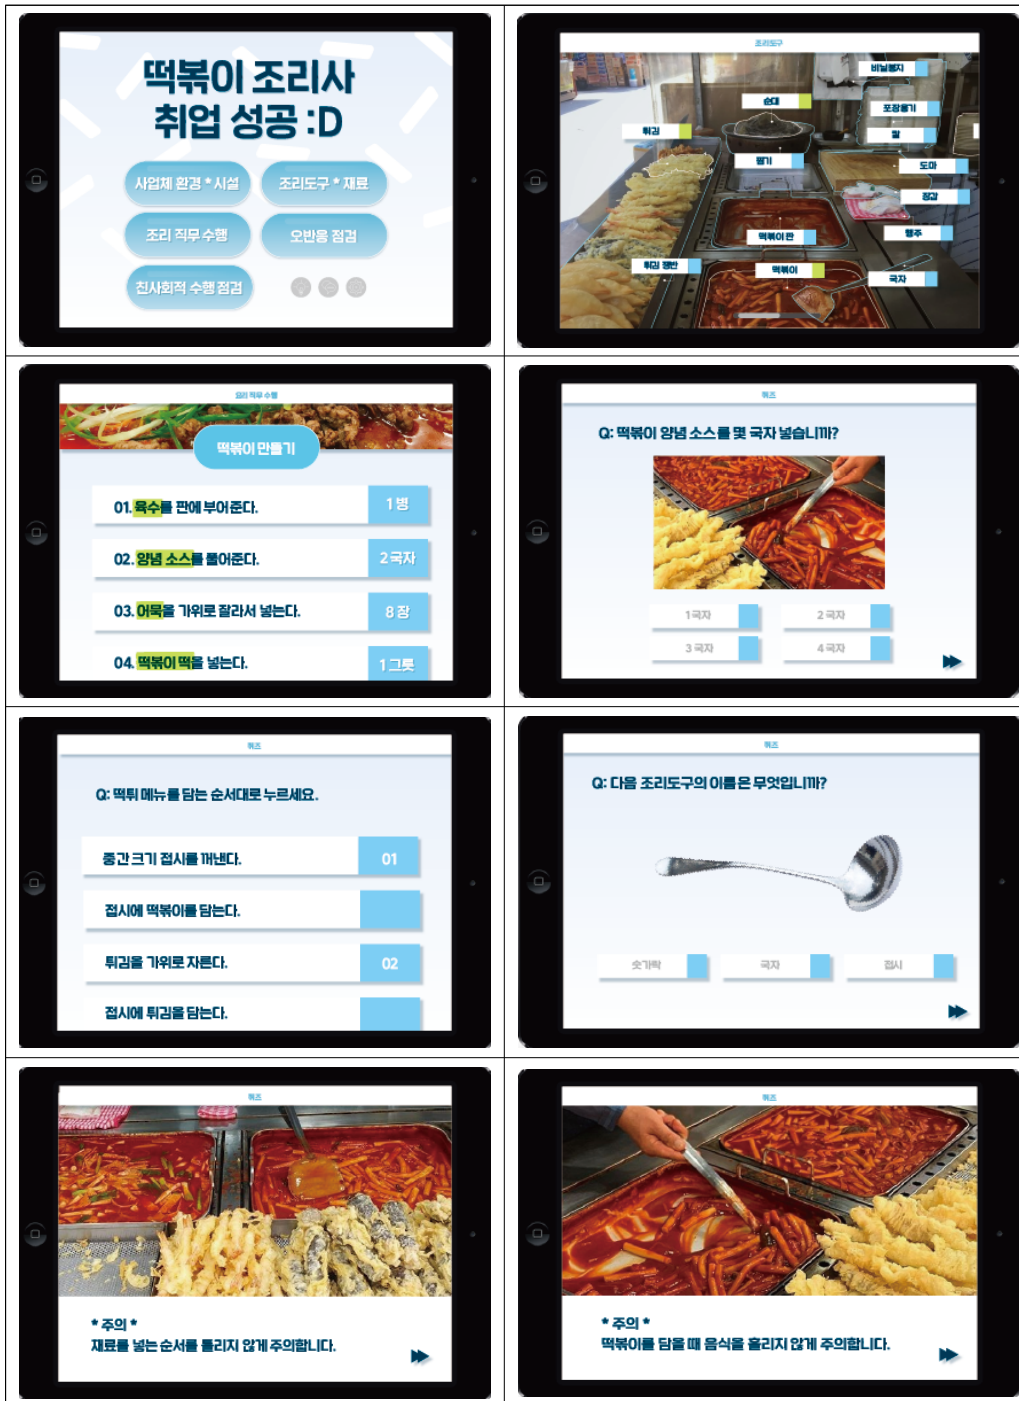 떡볶이 조리사
취업 성공 :D
사업체 환경 * 시설
조리도구 * 재료
조리 직무 수행
오반응 점검
친사회적 수행 점검
조리도구
비닐봉지
순대
포장용기
튀김
칼
집기
도마
장갑
떡볶이 판
행주
튀김 쟁반
떡볶이
국자
요리 직무 수행
떡볶이 만들기
01. 육수를 판에 부어준다.
1 병
02. 양념 소스를 풀어준다.
2 국자
03. 어묵을 가위로 잘라서 넣는다.
8 장
04. 떡볶이 떡을 넣는다.
1 그릇
퀴즈
Q: 떡볶이 양념 소스를 몇 국자 넣습니까?
1 국자
2 국자
3 국자
4 국자
퀴즈
Q: 떡튀 메뉴를 담는 순서대로 누르세요.
중간 크기 접시를 꺼낸다.
01
접시에 떡볶이를 담는다.
튀김을 가위로 자른다.
02
접시에 튀김을 담는다.
퀴즈
Q: 다음 조리도구의 이름은 무엇입니까?
숫가락
국자
접시
퀴즈
* 주의 *
재료를 넣는 순서를 틀리지 않게 주의합니다.
퀴즈
* 주의 *
떡볶이를 담을 때 음식을 흘리지 않게 주의합니다.